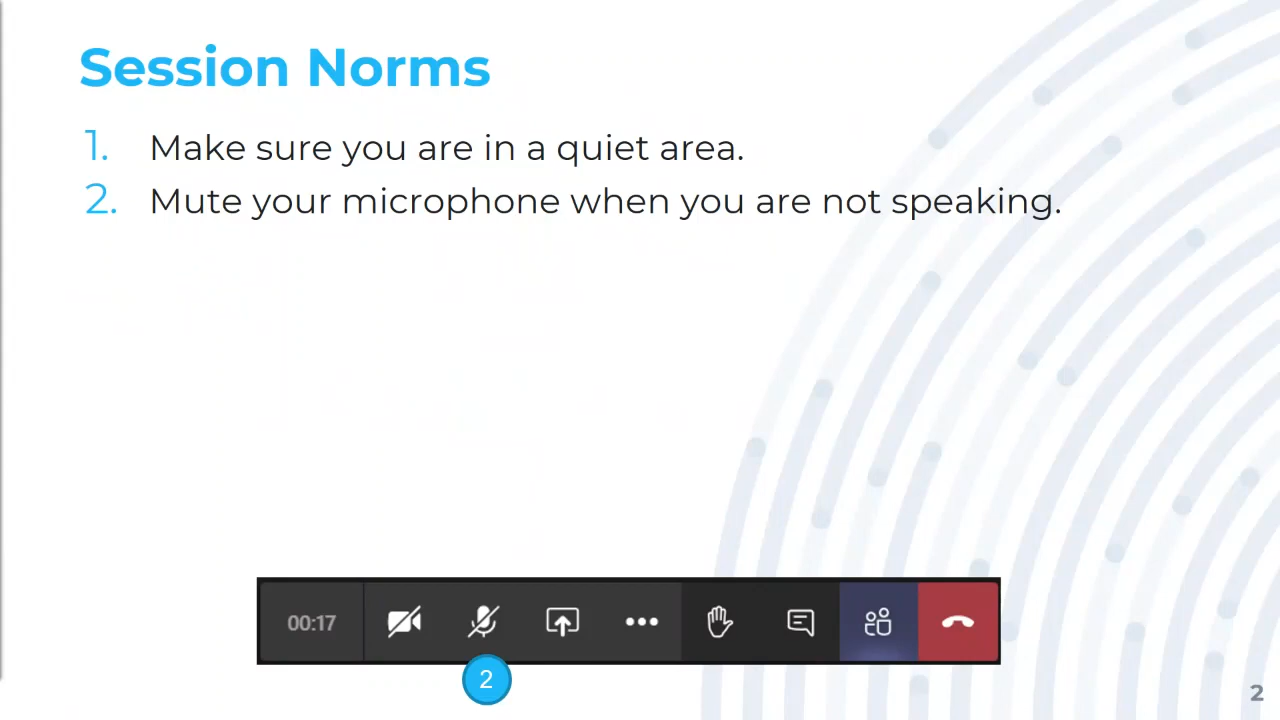 Session Norms
1. Make sure you are in a quiet area.
2. Mute your microphone when you are not speaking.
00:17
2
2